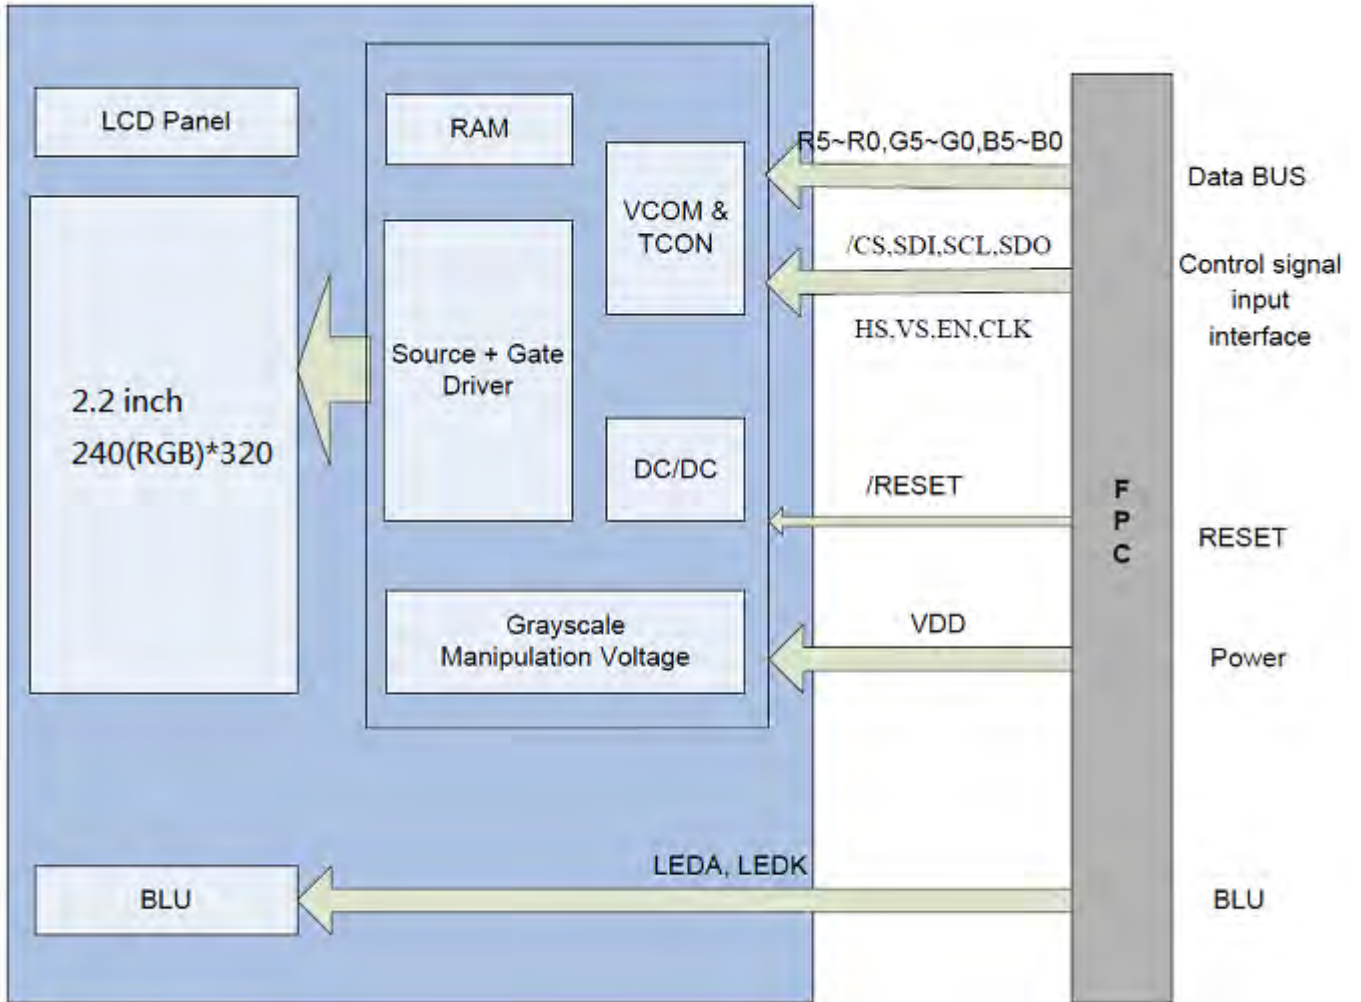 LCD Panel
RAM
VCOM &
TCON
R5~R0,G5~G0,B5~B0
Data BUS
/CS,SDI,SCL,SDO
HS,VS,EN,CLK
Control signal
input
interface
Source + Gate
Driver
2.2 inch
240(RGB)*320
DC/DC
/RESET
F
P
C
RESET
Grayscale
Manipulation Voltage
VDD
Power
BLU
LEDA, LEDK
BLU